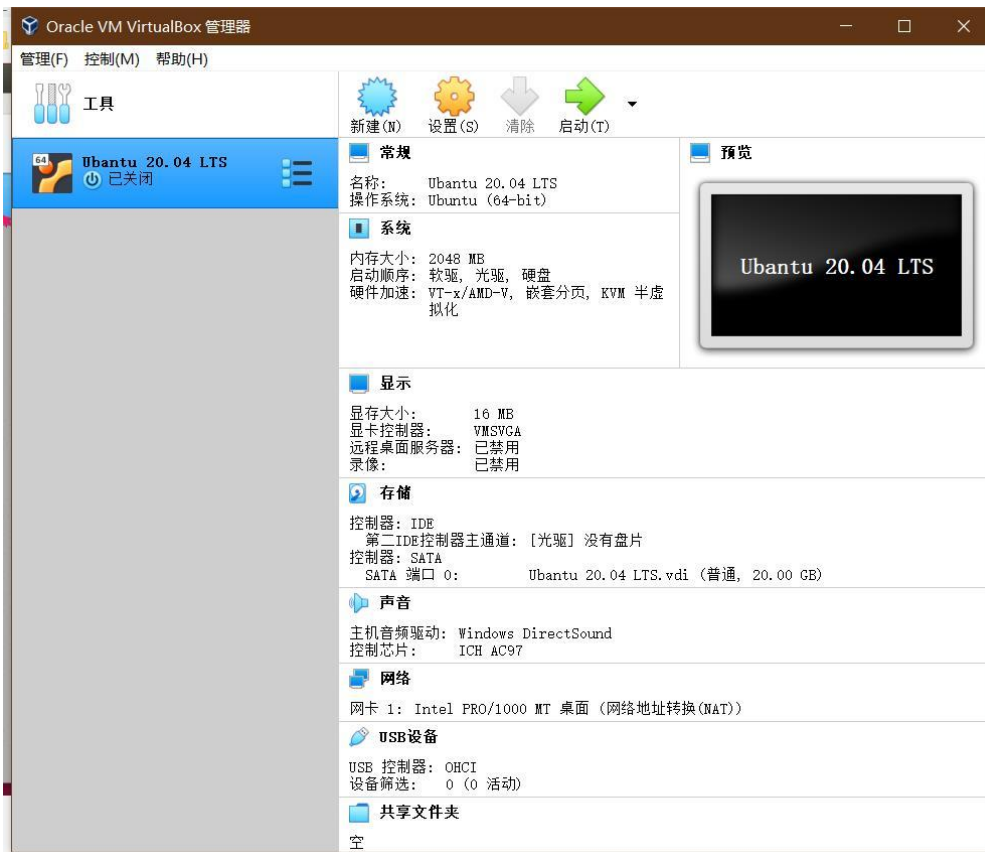 Oracle VM VirtualBox 管理器
管理(F) 控制(M) 帮助(H)
工具
新建(N) 设置(S) 清除 启动(T)
64
Ubantu 20.04 LTS
已关闭
常规
名称: Ubantu 20.04 LTS
操作系统: Ubuntu (64-bit)
预览
Ubantu 20.04 LTS
系统
内存大小: 2048 MB
启动顺序: 软驱, 光驱, 硬盘
硬件加速: VT-x/AMD-V, 嵌套分页, KVM 半虚
拟化
显示
显存大小: 16 MB
显卡控制器: VMSVGA
远程桌面服务器: 已禁用
录像: 已禁用
存储
控制器: IDE
第二IDE控制器主通道: [光驱] 没有盘片
控制器: SATA
SATA 端口 0: Ubantu 20.04 LTS.vdi (普通, 20.00 GB)
声音
主机音频驱动: Windows DirectSound
控制芯片: ICH AC97
网络
网卡 1: Intel PRO/1000 MT 桌面 (网络地址转换(NAT))
USB设备
USB 控制器: OHCI
设备筛选: 0 (0 活动)
共享文件夹
空